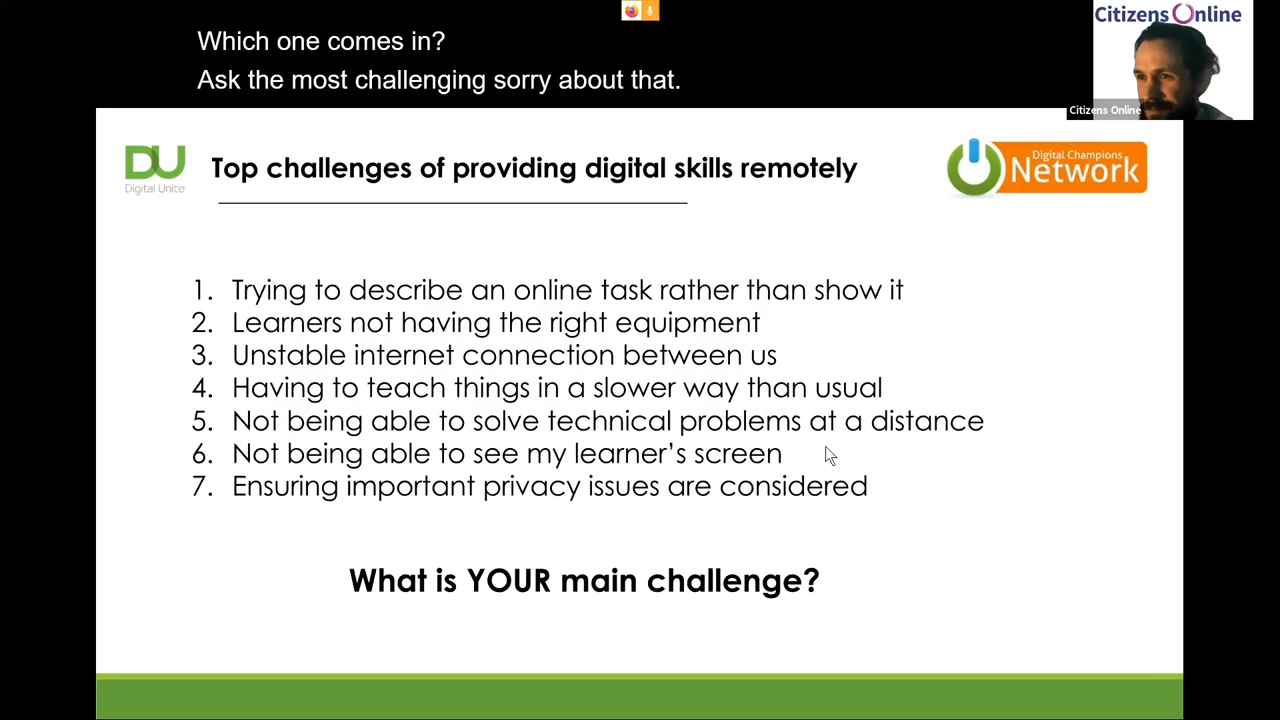 Which one comes in?
Ask the most challenging sorry about that.
Citizens Online
Citizens Online
DU
Digital Unite
Top challenges of providing digital skills remotely
Digital Champions
Network
1. Trying to describe an online task rather than show it
2. Learners not having the right equipment
3. Unstable internet connection between us
4. Having to teach things in a slower way than usual
5. Not being able to solve technical problems at a distance
6. Not being able to see my learner’s screen
7. Ensuring important privacy issues are considered
What is YOUR main challenge?